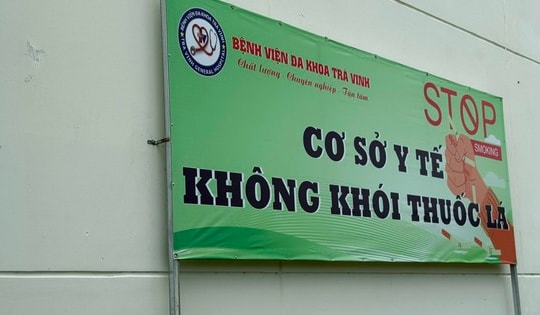 BỆNH VIỆN ĐA KHOA TRÀ VINH
Chất lượng - Chuyên nghiệp - Tận tâm
STOP
SMOKING
CƠ SỞ Y TẾ
KHÔNG KHÓI THUỐC LÁ